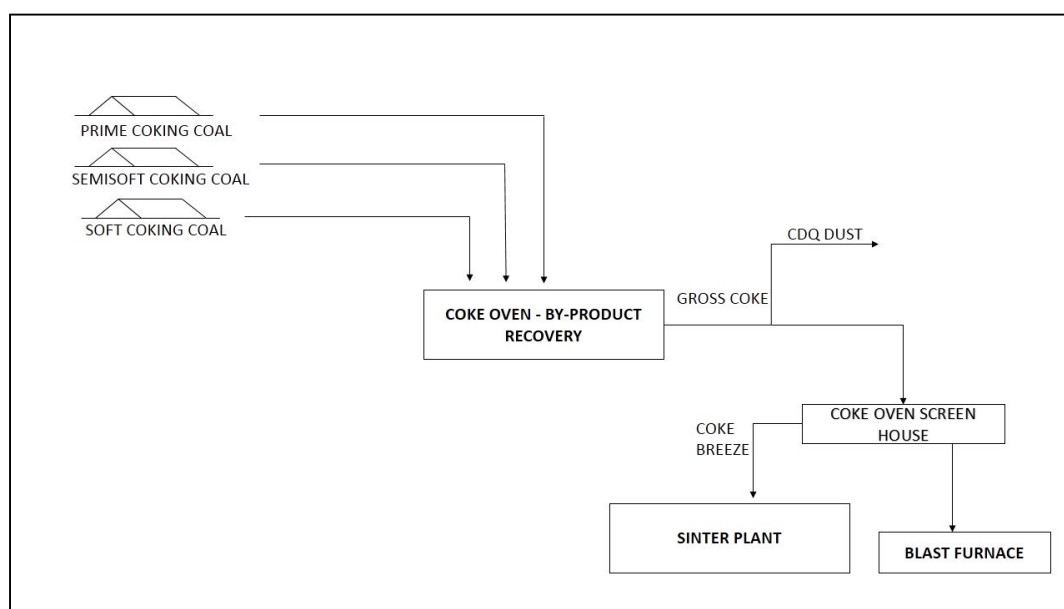 PRIME COKING COAL
SEMISOFT COKING COAL
SOFT COKING COAL
CDQ DUST
GROSS COKE
COKE OVEN - BY-PRODUCT
RECOVERY
COKE OVEN SCREEN
HOUSE
COKE
BREEZE
SINTER PLANT
BLAST FURNACE